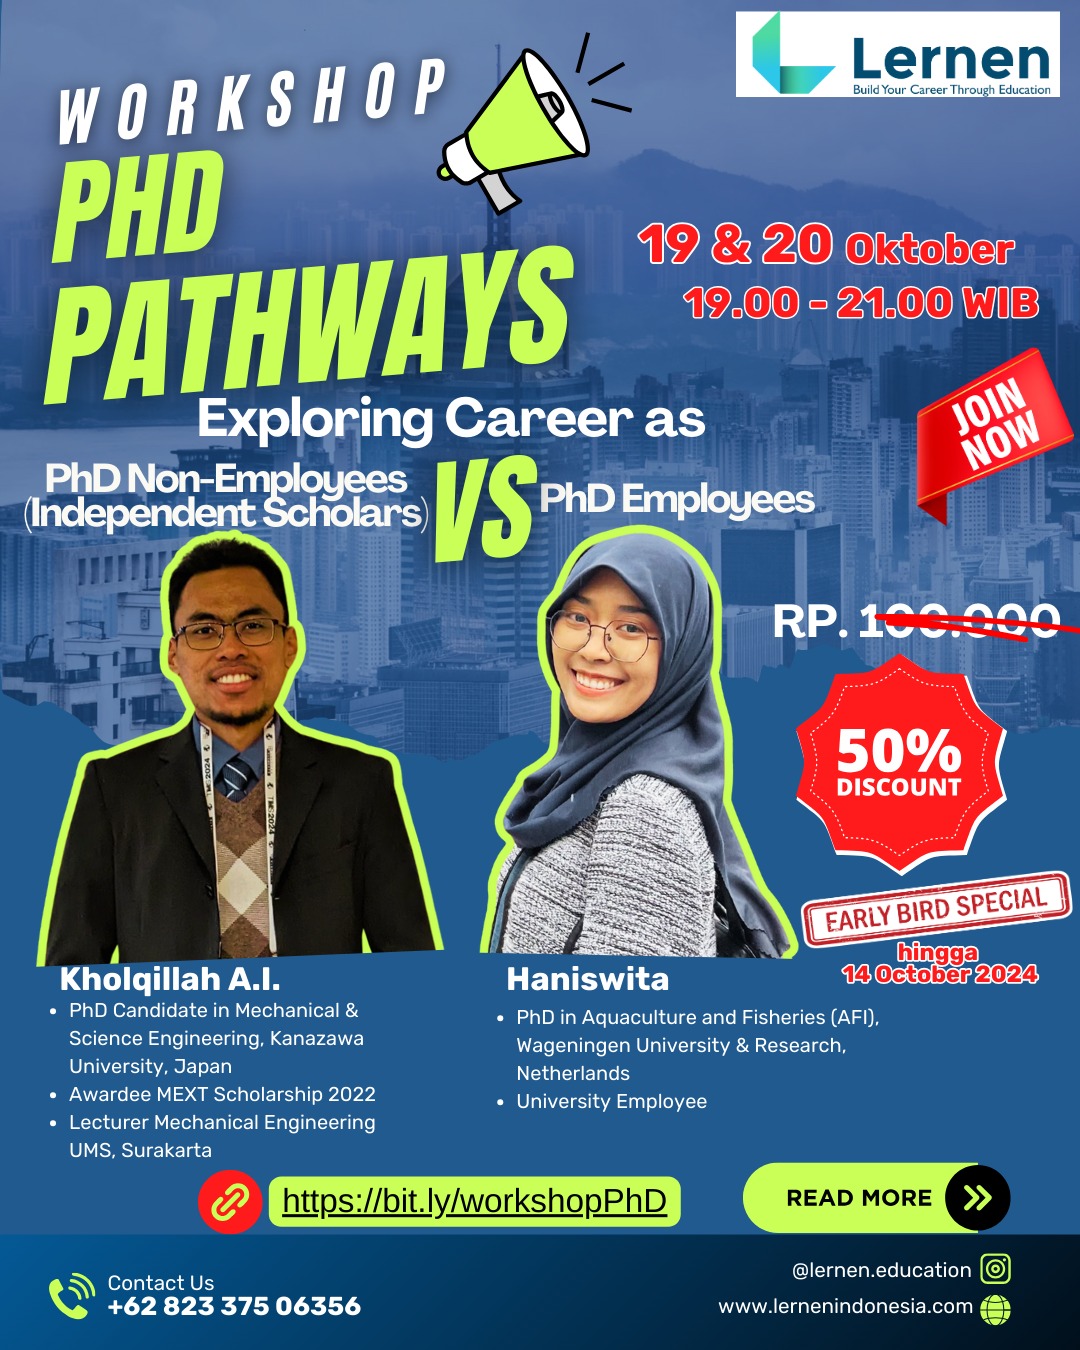 Lernen
Build Your Career Through Education
WORKSHOP
PHD
PATHWAYS
19 & 20 Oktober
19.00 - 21.00 WIB
JOIN
NOW
Exploring Career as
PhD Non-Employees
(Independent Scholars)
VS
PhD Employees
RP. 100.000
50%
DISCOUNT
EARLY BIRD SPECIAL
hingga
14 October 2024
Kholqillah A.I.
• PhD Candidate in Mechanical &
Science Engineering, Kanazawa
University, Japan
• Awardee MEXT Scholarship 2022
• Lecturer Mechanical Engineering
UMS, Surakarta
Haniswita
• PhD in Aquaculture and Fisheries (AFI),
Wageningen University & Research,
Netherlands
• University Employee
https://bit.ly/workshopPhD
READ MORE
Contact Us
+62 823 375 06356
@lernen.education
www.lernenindonesia.com